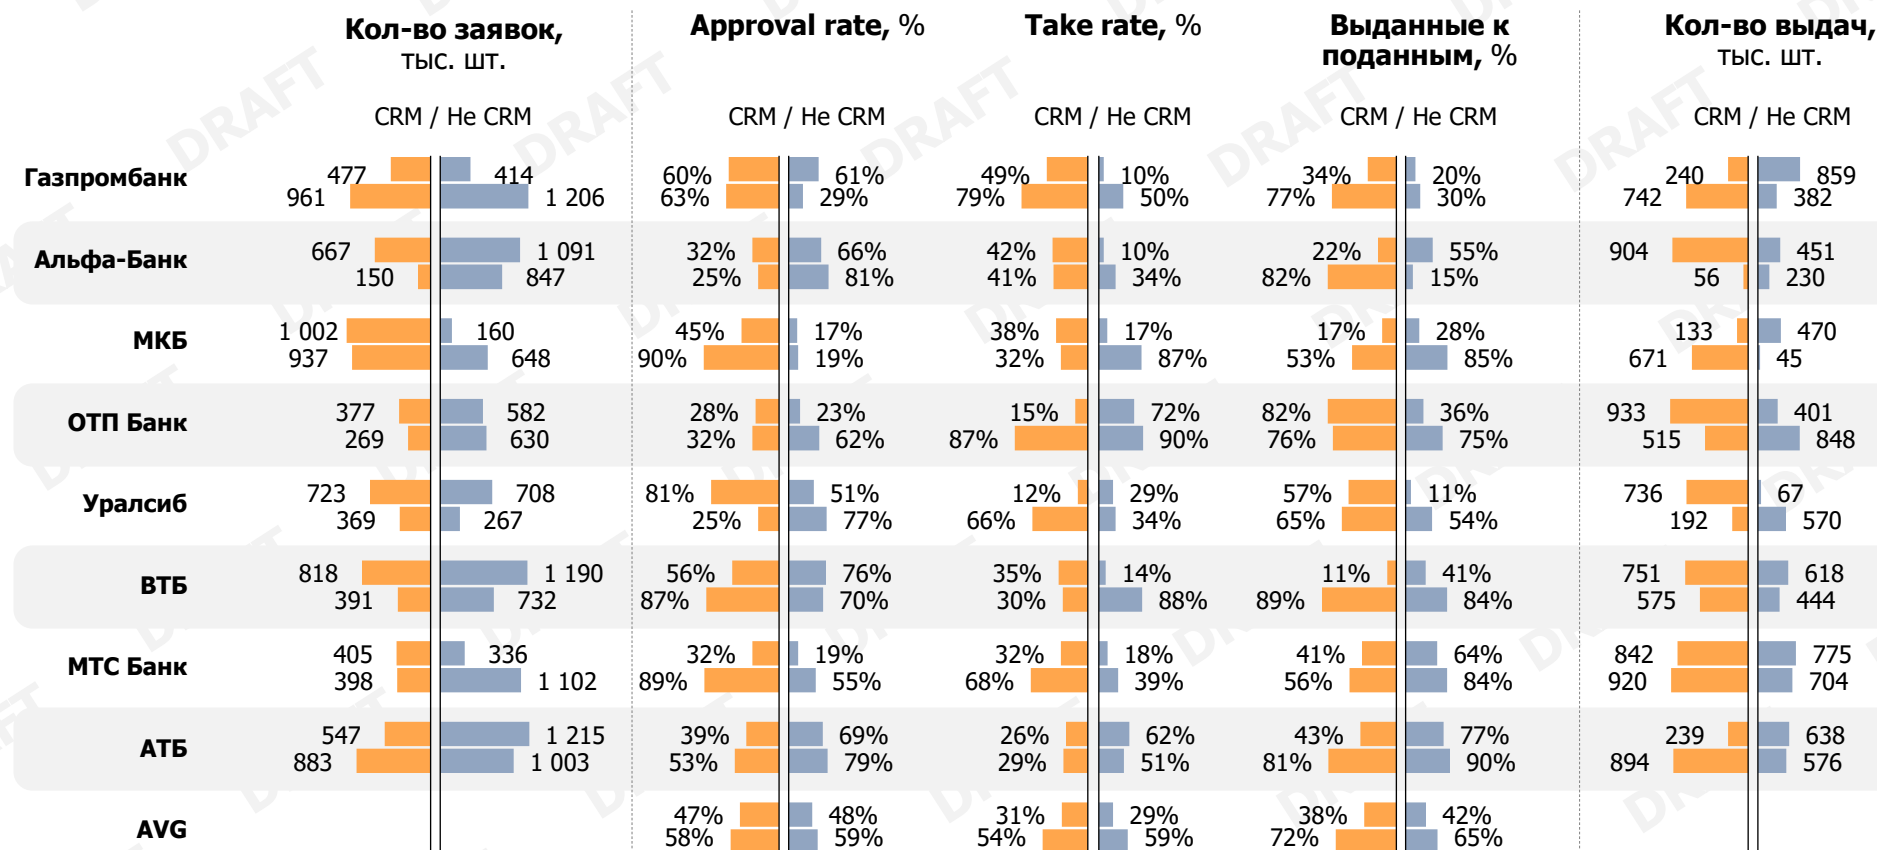 Кол-во заявок, Approval rate, % Take rate, % Выданные к Кол-во выдач,
тыс. шт. поданным, % тыс. шт.
CRM / Не CRM CRM / Не CRM CRM / Не CRM CRM / Не CRM CRM / Не CRM
Газпромбанк 477 414 60% 61% 49% 10% 34% 20% 240 859
961 1 206 63% 29% 79% 50% 77% 30% 742 382
Альфа-Банк 667 1 091 32% 66% 42% 10% 22% 55% 904 451
150 847 25% 81% 41% 34% 82% 15% 56 230
МКБ 1 002 160 45% 17% 38% 17% 17% 28% 133 470
937 648 90% 19% 32% 87% 53% 85% 671 45
ОТП Банк 377 582 28% 23% 15% 72% 82% 36% 933 401
269 630 32% 62% 87% 90% 76% 75% 515 848
Уралсиб 723 708 81% 51% 12% 29% 57% 11% 736 67
369 267 25% 77% 66% 34% 65% 54% 192 570
ВТБ 818 1 190 56% 76% 35% 14% 11% 41% 751 618
391 732 87% 70% 30% 88% 89% 84% 575 444
МТС Банк 405 336 32% 19% 32% 18% 41% 64% 842 775
398 1 102 89% 55% 68% 39% 56% 84% 920 704
АТБ 547 1 215 39% 69% 26% 62% 43% 77% 239 638
883 1 003 53% 79% 29% 51% 81% 90% 894 576
AVG 47% 48% 31% 29% 38% 42%
58% 59% 54% 59% 72% 65%
DRAFT DRAFT DRAFT DRAFT DRAFT